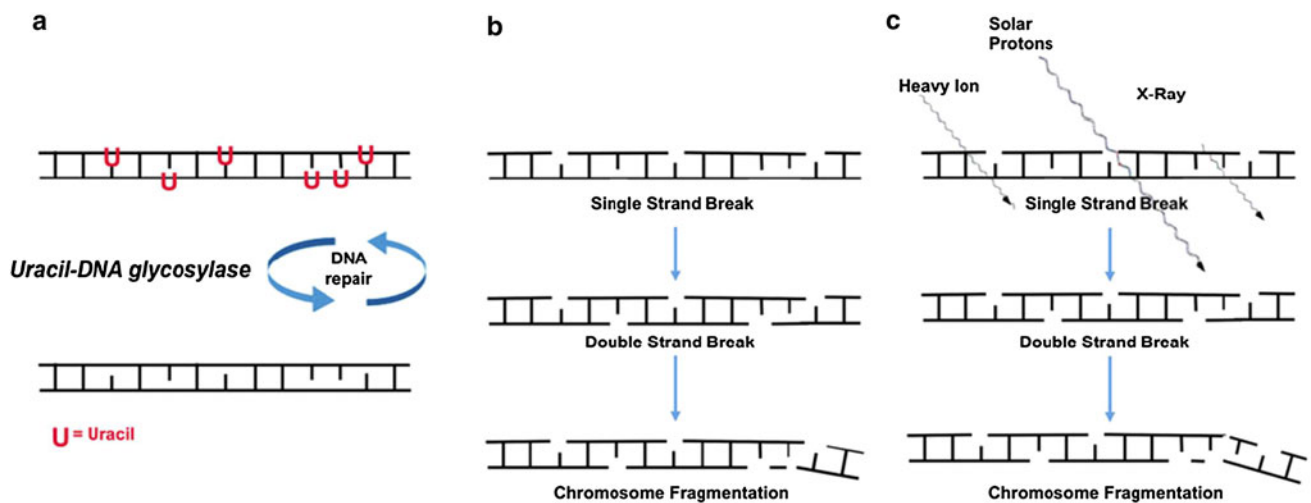 a
U U U U U U
Uracil-DNA glycosylase
DNA
repair
U = Uracil
b
Single Strand Break
Double Strand Break
Chromosome Fragmentation
c
Solar
Protons
Heavy Ion
X-Ray
Single Strand Break
Double Strand Break
Chromosome Fragmentation